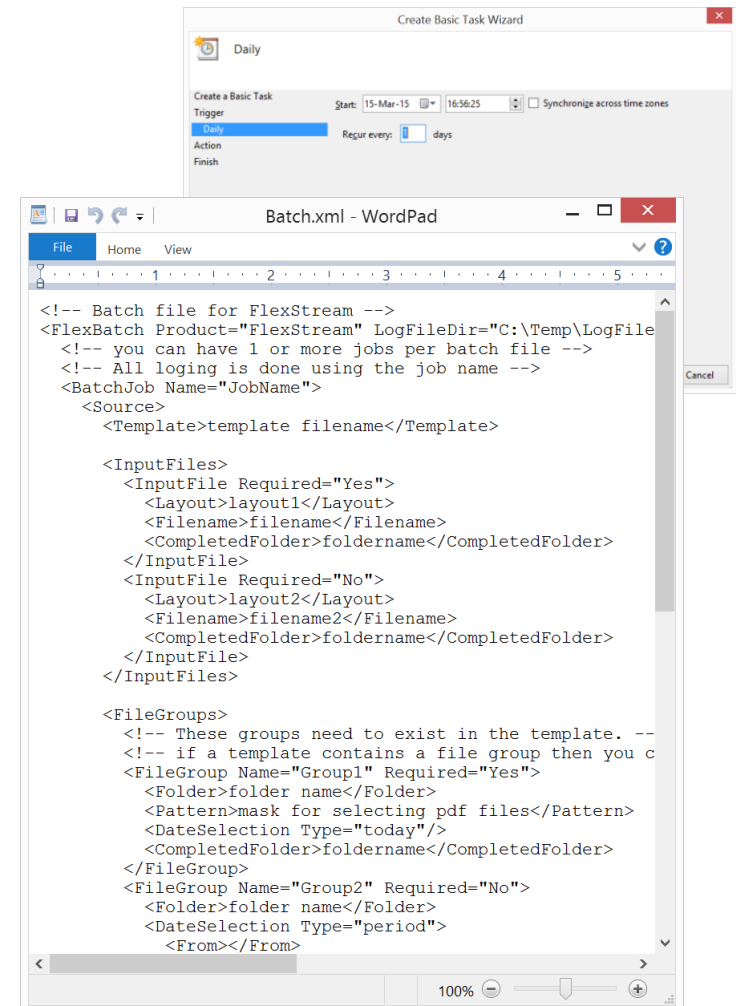 Create Basic Task Wizard
Daily
Create a Basic Task
Trigger
Daily
Action
Finish
Start: 15-Mar-15 16:56:25 Synchronize across time zones
Recur every: 1 days
Cancel
Batch.xml - WordPad
File Home View
1 2 3 4 5
<!-- Batch file for FlexStream -->
<FlexBatch Product="FlexStream" LogFileDir="C:\Temp\LogFile
<!-- you can have 1 or more jobs per batch file -->
<!-- All loging is done using the job name -->
<BatchJob Name="JobName">
<Source>
<Template>template filename</Template>
<InputFiles>
<InputFile Required="Yes">
<Layout>layout1</Layout>
<Filename>filename</Filename>
<CompletedFolder>foldername</CompletedFolder>
</InputFile>
<InputFile Required="No">
<Layout>layout2</Layout>
<Filename>filename2</Filename>
<CompletedFolder>foldername</CompletedFolder>
</InputFile>
</InputFiles>
<FileGroups>
<!-- These groups need to exist in the template. --
<!-- if a template contains a file group then you c
<FileGroup Name="Group1" Required="Yes">
<Folder>folder name</Folder>
<Pattern>mask for selecting pdf files</Pattern>
<DateSelection Type="today"/>
<CompletedFolder>foldername</CompletedFolder>
</FileGroup>
<FileGroup Name="Group2" Required="No">
<Folder>folder name</Folder>
<DateSelection Type="period">
<From></From>
100%